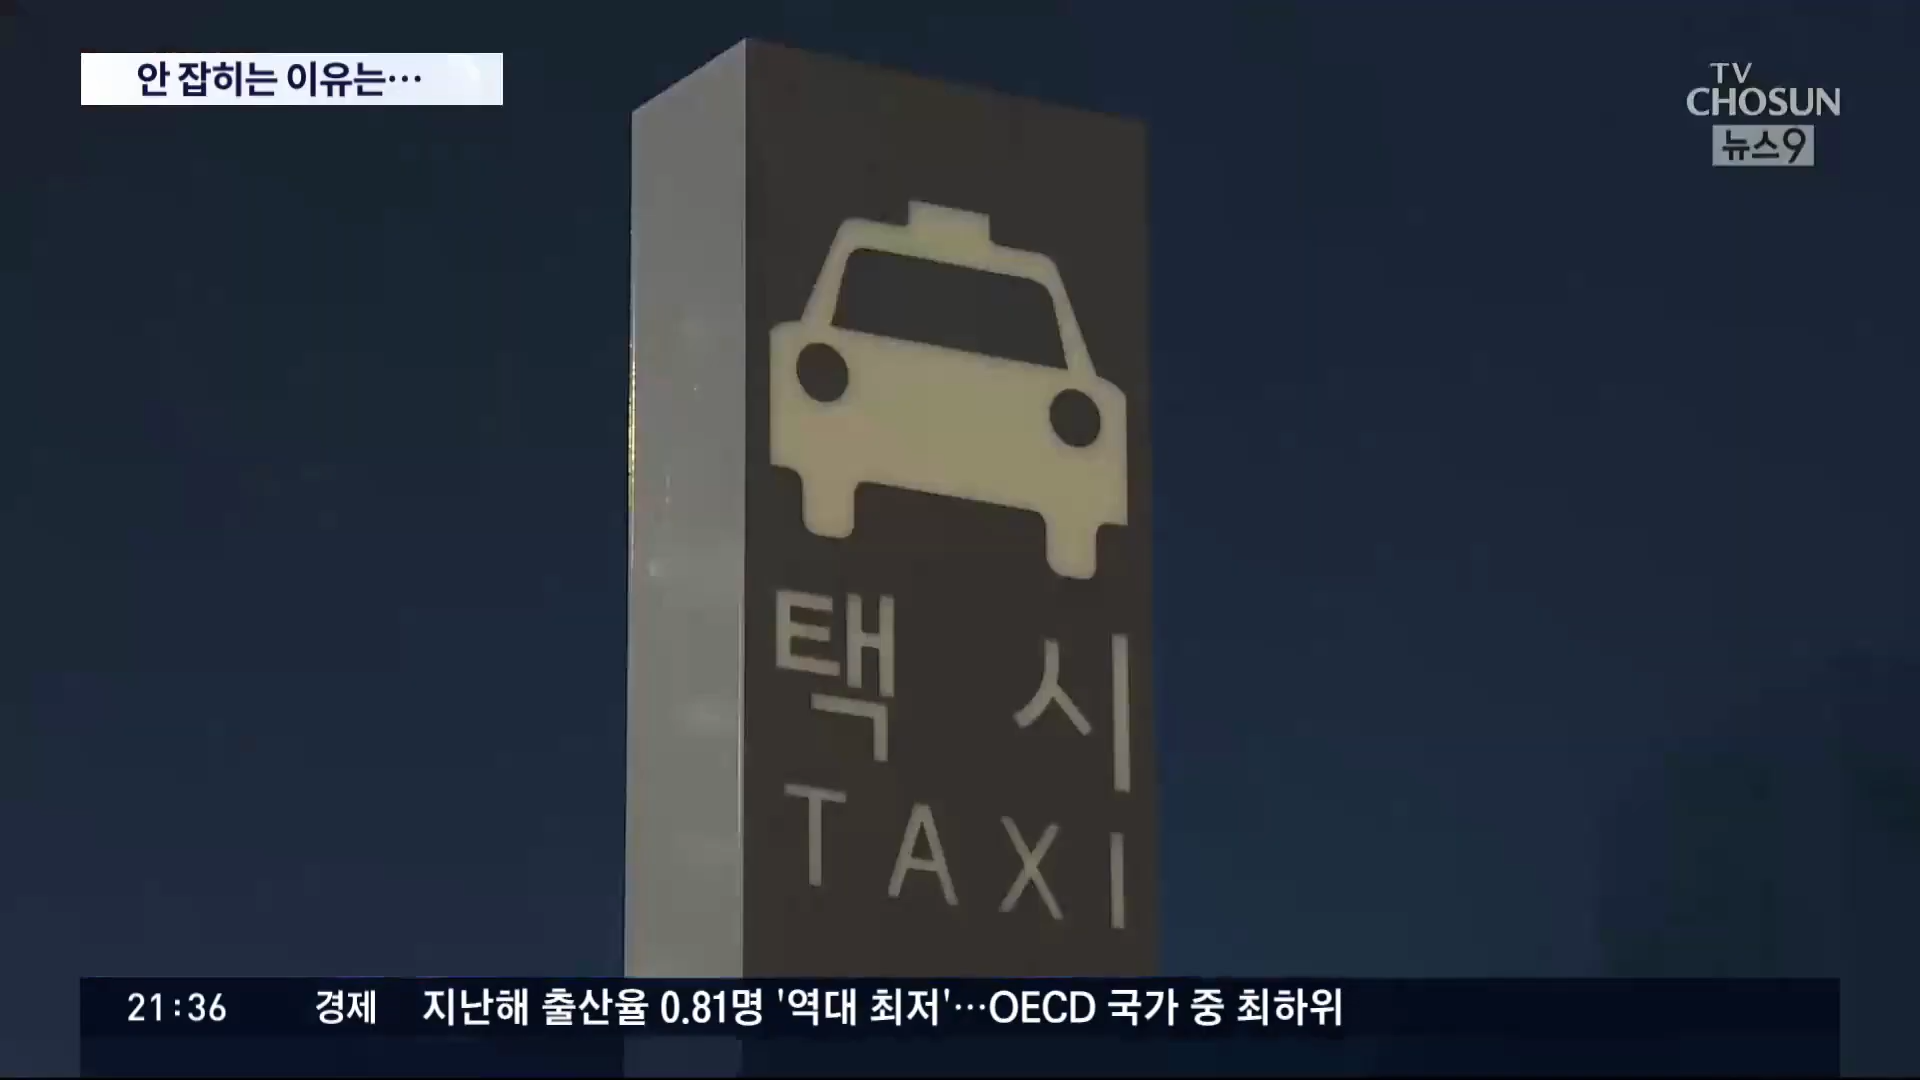 안 잡히는 이유는…
TV
CHOSUN
뉴스9
택시
TAXI
21:36 경제 지난해 출산율 0.81명 '역대 최저'…OECD 국가 중 최하위